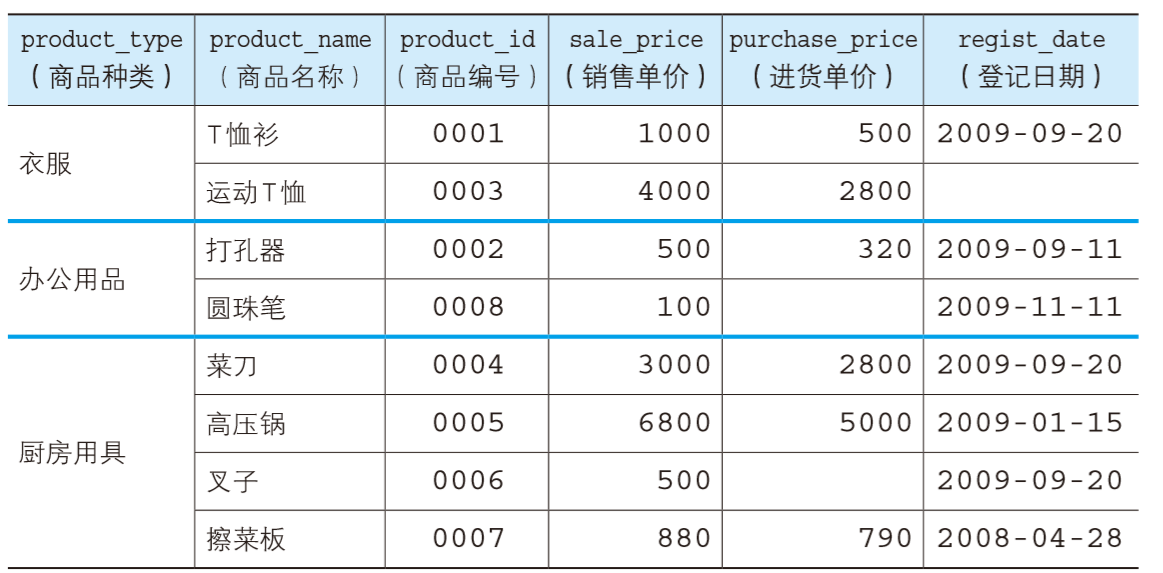 product_type product_name product_id sale_price purchase_price regist_date
（商品种类） （商品名称） （商品编号） （销售单价） （进货单价） （登记日期）
衣服
T恤衫 0001 1000 500 2009-09-20
运动T恤 0003 4000 2800
办公用品
打孔器 0002 500 320 2009-09-11
圆珠笔 0008 100 2009-11-11
厨房用具
菜刀 0004 3000 2800 2009-09-20
高压锅 0005 6800 5000 2009-01-15
叉子 0006 500 2009-09-20
擦菜板 0007 880 790 2008-04-28